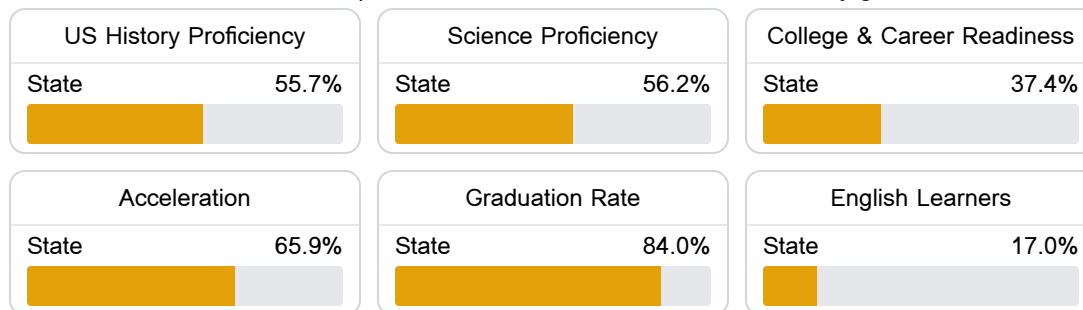 US History Proficiency
State 55.7%
Science Proficiency
State 56.2%
College & Career Readiness
State 37.4%
Acceleration
State 65.9%
Graduation Rate
State 84.0%
English Learners
State 17.0%